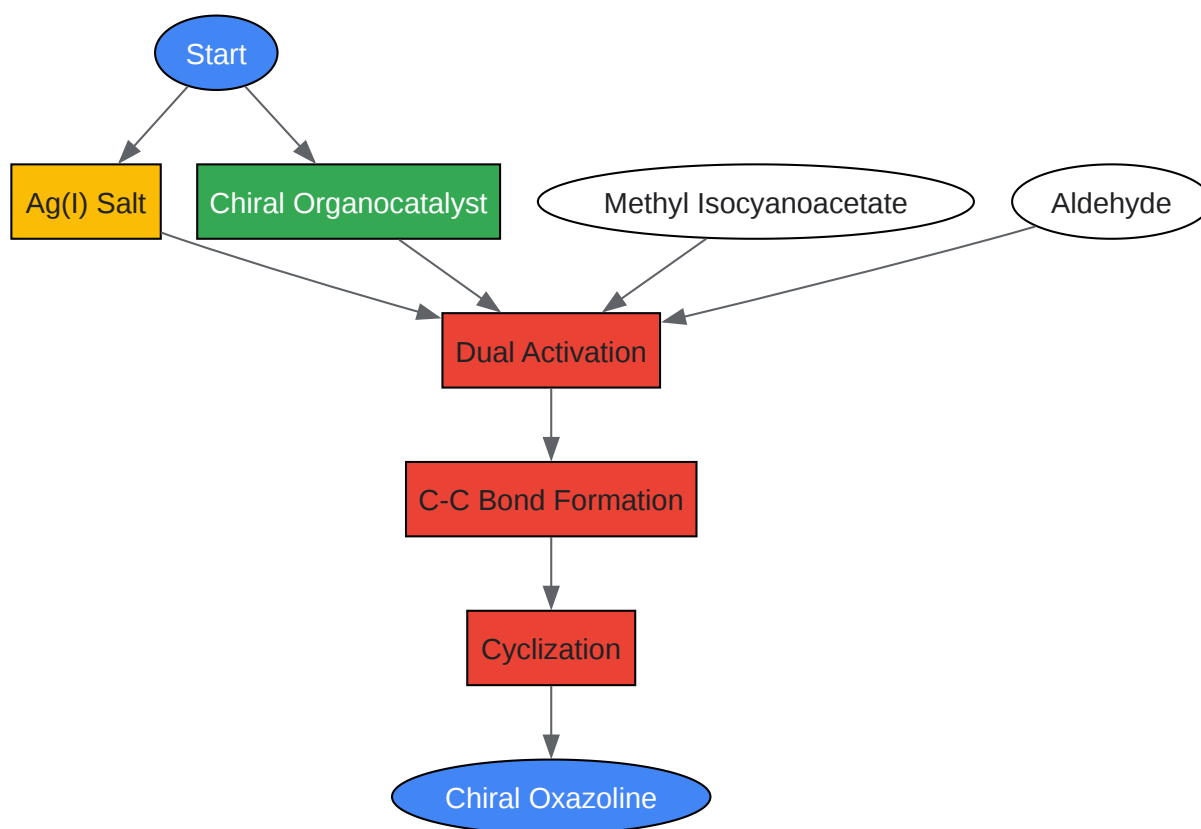 Start
Ag(I) Salt
Chiral Organocatalyst
Methyl Isocyanoacetate
Aldehyde
Dual Activation
C-C Bond Formation
Cyclization
Chiral Oxazoline